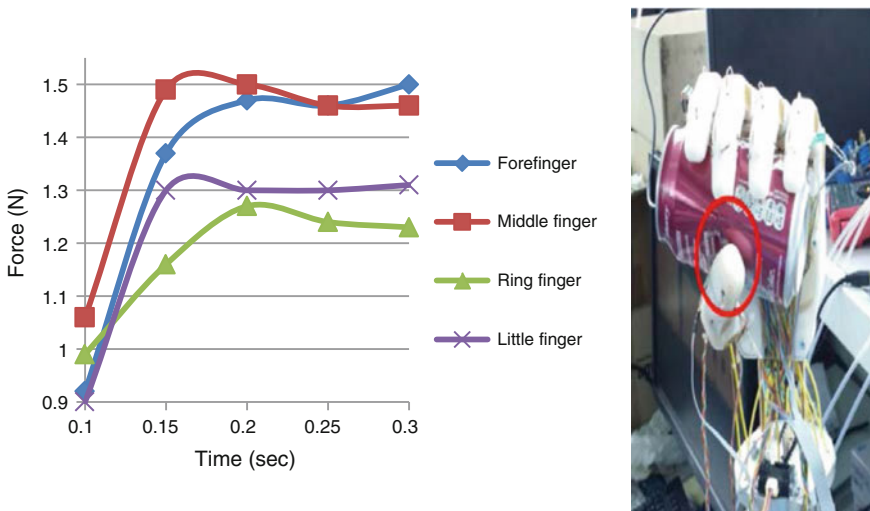 Force (N)
1.5
1.4
1.3
1.2
1.1
1
0.9
0.1 0.15 0.2 0.25 0.3
Time (sec)
Forefinger
Middle finger
Ring finger
Little finger